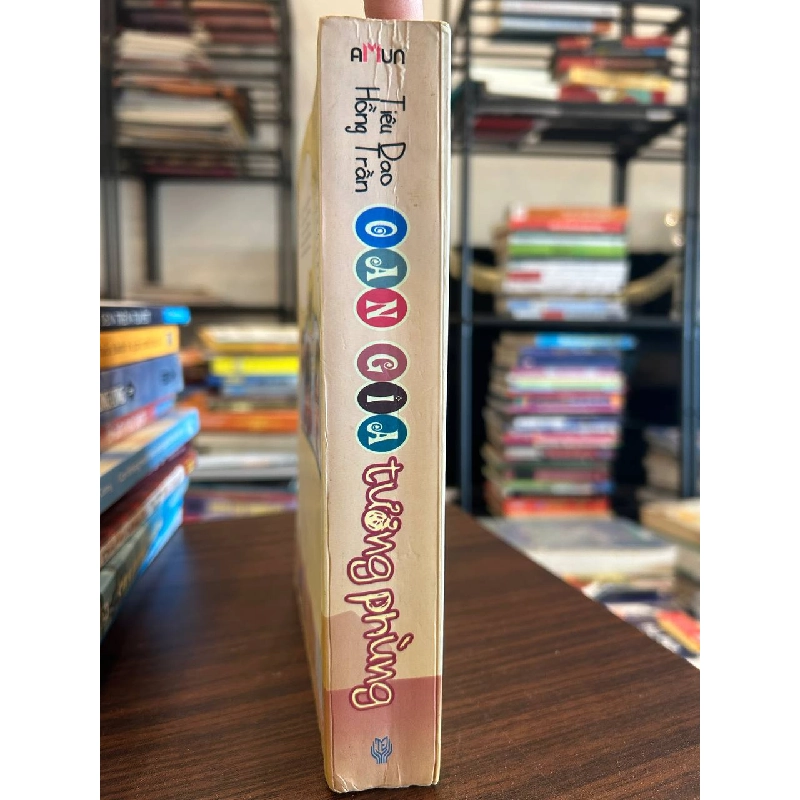 AMUN
Tiêu Dao
Hồng Trần
OAN GIA
tương phùng